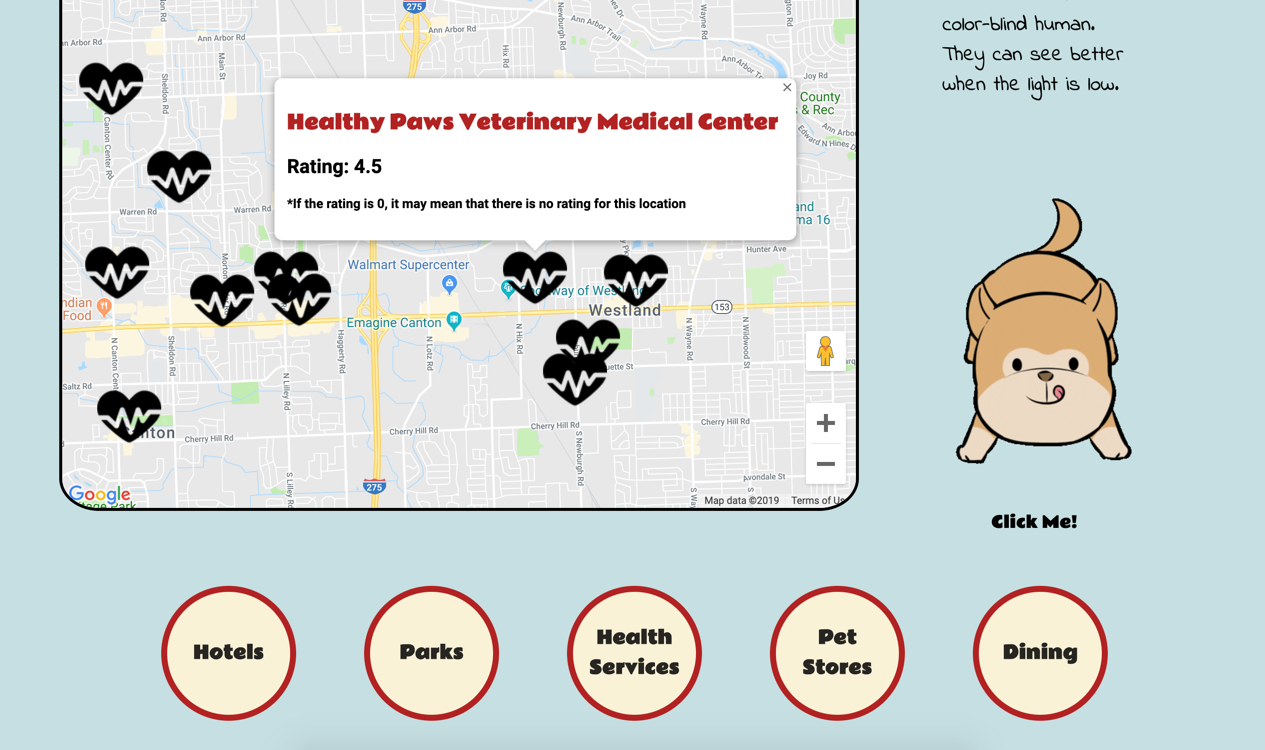 275
Ann Arbor Rd
Ann Arbor Rd
Ann Arbor Rd
Ann Arbor Trail
Newburgh Rd
Wayne Rd
Hix Rd
Main St
Sheldon Rd
N Canton Center Rd
Joy Rd
County
& Rec
Edward N Hines D
×
Healthy Paws Veterinary Medical Center
Rating: 4.5
*If the rating is 0, it may mean that there is no rating for this location
Warren Rd
Warren Rd
and
ma 16
Hunter Ave
Walmart Supercenter
way of Westland
Westland
153
ndian
Food
Emagine Canton
N Canton Cent
Sheldon Rd
N Lilley Rd
Haggerty Rd
N Lotz Rd
N Hix Rd
N Wayne Rd
N Wildwood St
Saltz Rd
uette St
nton
Cherry Hill Rd
Cherry Hill Rd
Cherry Hill Rd
Cherry Hill Rd
S Lilley Rd
S Newburgh Rd
275
Avondale St
Google
tage Park
Map data ©2019
Terms of Us
color-blind human.
They can see better
when the light is low.
Click Me!
Hotels
Parks
Health
Services
Pet
Stores
Dining